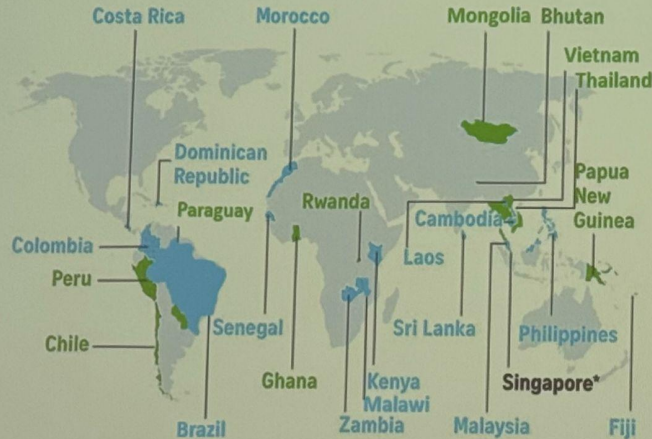 Costa Rica
Morocco
Mongolia
Bhutan
Vietnam
Thailand
Dominican
Republic
Papua
New
Guinea
Rwanda
Paraguay
Cambodia
Colombia
Laos
Peru
Senegal
Sri Lanka
Philippines
Chile
Ghana
Kenya
Singapore*
Malawi
Brazil
Zambia
Malaysia
Fiji